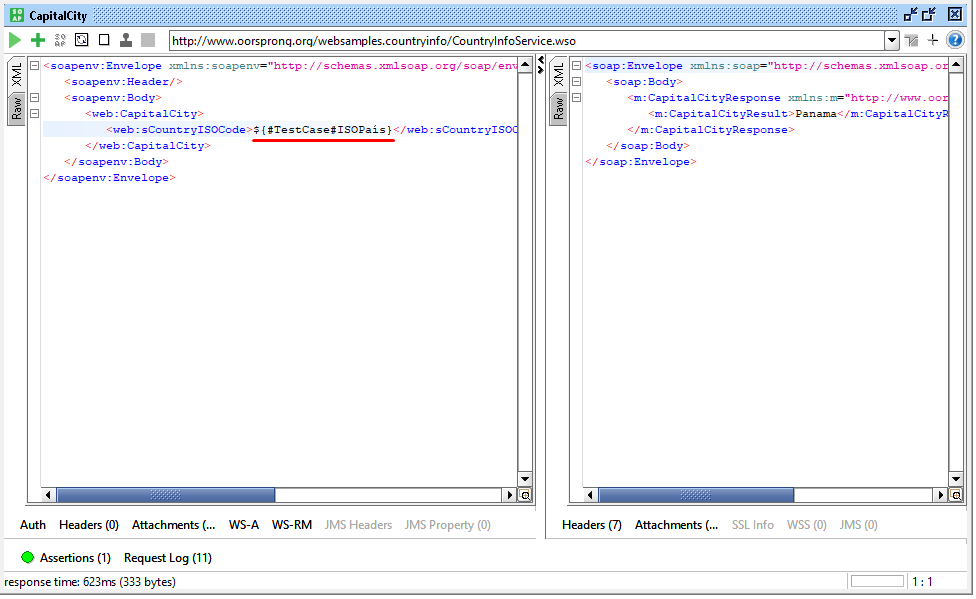 CapitalCity
http://www.oorsprong.org/websamples.countryinfo/CountryInfoService.wso
XML
Raw
<soapenv:Envelope xmlns:soapenv="http://schemas.xmlsoap.org/soap/env
<soapenv:Header/>
<soapenv:Body>
<web:CapitalCity>
<web:sCountryISOCode>${#TestCase#ISOPaís}</web:sCountryISOC
</web:CapitalCity>
</soapenv:Body>
</soapenv:Envelope>
XML
Raw
<soap:Envelope xmlns:soap="http://schemas.xmlsoap.or
<soap:Body>
<m:CapitalCityResponse xmlns:m="http://www.oor
<m:CapitalCityResult>Panama</m:CapitalCityR
</m:CapitalCityResponse>
</soap:Body>
</soap:Envelope>
Auth Headers (0) Attachments (... WS-A WS-RM JMS Headers JMS Property (0)
Headers (7) Attachments (... SSL Info WSS (0) JMS (0)
Assertions (1) Request Log (11)
response time: 623ms (333 bytes)
1 : 1